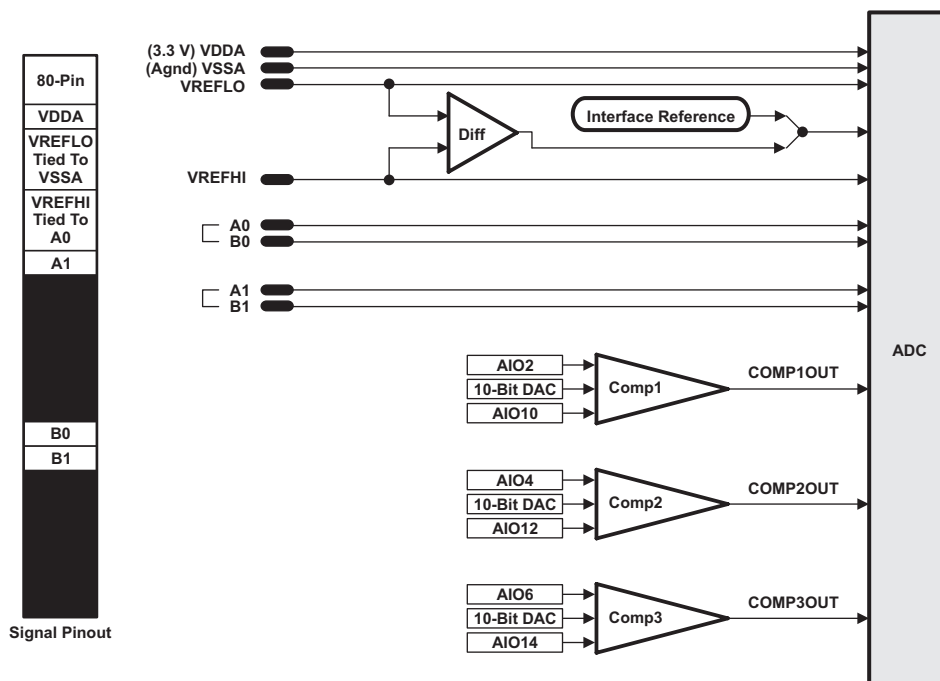 80-Pin
VDDA
VREFLO
Tied To
VSSA
VREFHI
Tied To
A0
A1
B0
B1
Signal Pinout
(3.3 V) VDDA
(Agnd) VSSA
VREFLO
Diff
Interface Reference
VREFHI
A0
B0
A1
B1
ADC
AIO2
10-Bit DAC
AIO10
Comp1
COMP1OUT
AIO4
10-Bit DAC
AIO12
Comp2
COMP2OUT
AIO6
10-Bit DAC
AIO14
Comp3
COMP3OUT